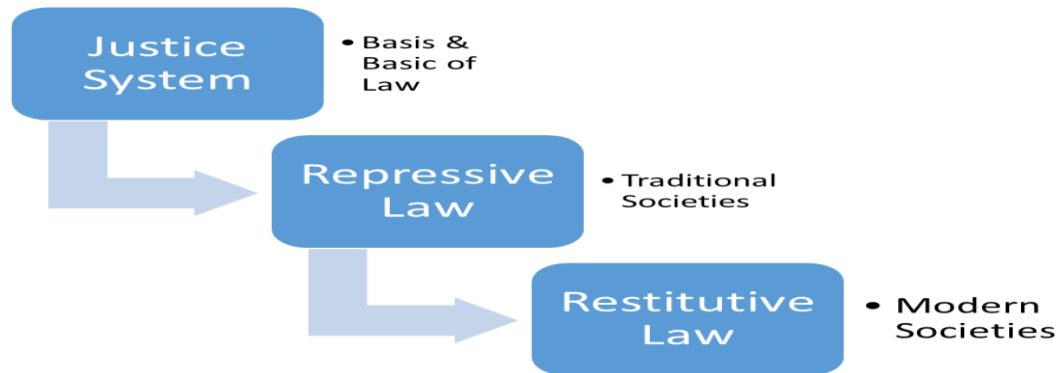 Justice
System
• Basis &
Basic of
Law
Repressive
Law
• Traditional
Societies
Restitutive
Law
• Modern
Societies